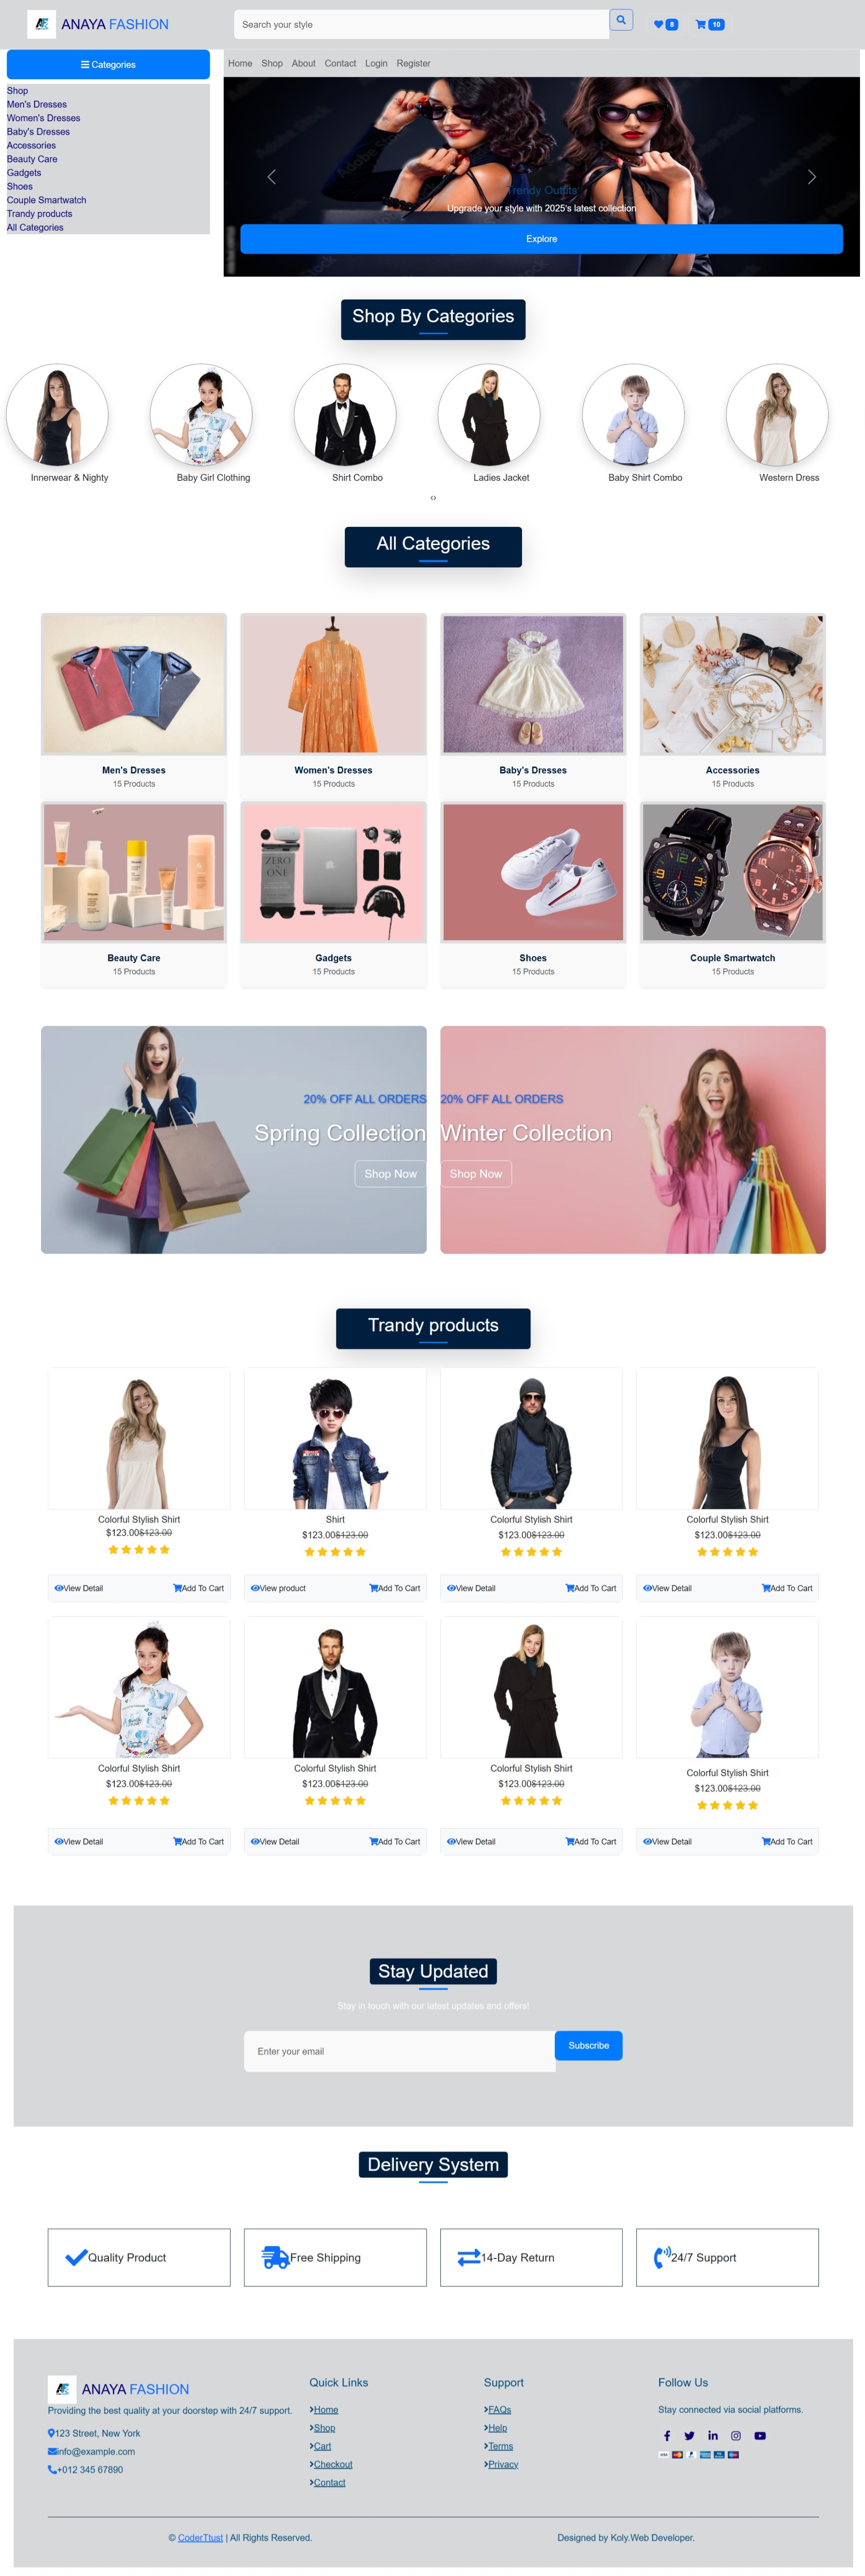 AF ANAYA FASHION
Search your style
8
10
Categories
Shop
Men's Dresses
Women's Dresses
Baby's Dresses
Accessories
Beauty Care
Gadgets
Shoes
Couple Smartwatch
Trandy products
All Categories
Home Shop About Contact Login Register
Trendy Outfits
Upgrade your style with 2025's latest collection
Explore
Shop By Categories
Innerwear & Nighty
Baby Girl Clothing
Shirt Combo
Ladies Jacket
Baby Shirt Combo
Western Dress
‹›
All Categories
Men's Dresses
15 Products
Women's Dresses
15 Products
Baby's Dresses
15 Products
Accessories
15 Products
ZERO
ONE
Beauty Care
15 Products
Gadgets
15 Products
Shoes
15 Products
Couple Smartwatch
15 Products
20% OFF ALL ORDERS
Spring Collection
Shop Now
20% OFF ALL ORDERS
Winter Collection
Shop Now
Trandy products
Colorful Stylish Shirt
$123.00$123.00
View Detail Add To Cart
Shirt
$123.00$123.00
View product Add To Cart
Colorful Stylish Shirt
$123.00$123.00
View Detail Add To Cart
Colorful Stylish Shirt
$123.00$123.00
View Detail Add To Cart
Colorful Stylish Shirt
$123.00$123.00
View Detail Add To Cart
Colorful Stylish Shirt
$123.00$123.00
View Detail Add To Cart
Colorful Stylish Shirt
$123.00$123.00
View Detail Add To Cart
Colorful Stylish Shirt
$123.00$123.00
View Detail Add To Cart
Stay Updated
Stay in touch with our latest updates and offers!
Enter your email
Subscribe
Delivery System
Quality Product
Free Shipping
14-Day Return
24/7 Support
AF ANAYA FASHION
Providing the best quality at your doorstep with 24/7 support.
123 Street, New York
info@example.com
+012 345 67890
Quick Links
Home
Shop
Cart
Checkout
Contact
Support
FAQs
Help
Terms
Privacy
Follow Us
Stay connected via social platforms.
© CoderTtust | All Rights Reserved.
Designed by Koly.Web Developer.